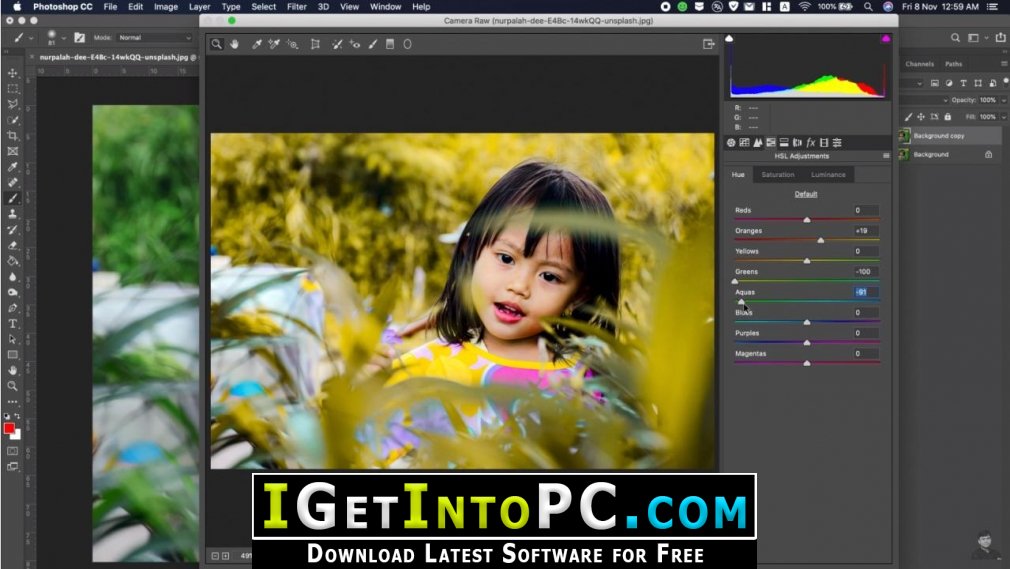 Photoshop CC File Edit Image Layer Type Select Filter 3D View Window Help 100% Fri 8 Nov 12:59 AM
Camera Raw (nurpalah-dee-E4Bc-14wkQQ-unsplash.jpg)
81 Mode: Normal
nurpalah-dee-E4Bc-14wkQQ-unsplash.jpg @
Channels Paths
Opacity: 100%
Fill: 100%
Background copy
Background
R: ---
G: ---
B: ---
HSL Adjustments
Hue Saturation Luminance
Default
Reds 0
Oranges +19
Yellows 0
Greens -100
Aquas -91
Blues 0
Purples 0
Magentas 0
IGetIntoPC.com
Download Latest Software for Free